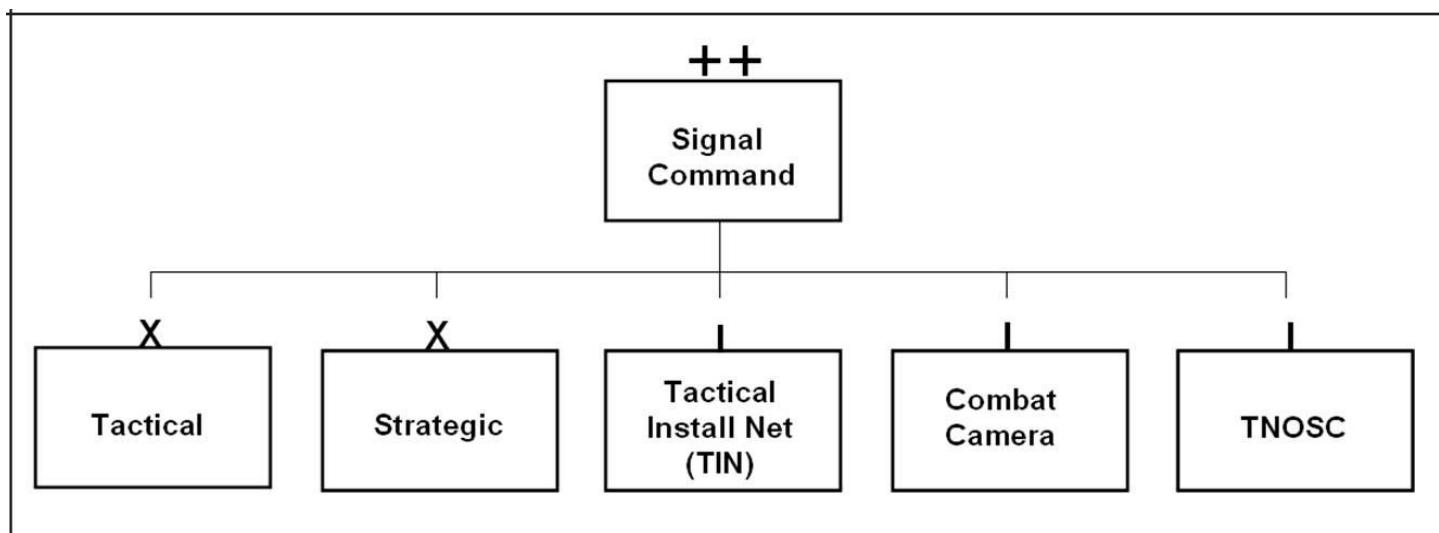 ++
Signal
Command
X
X
I
I
I
Tactical
Strategic
Tactical
Install Net
(TIN)
Combat
Camera
TNOSC